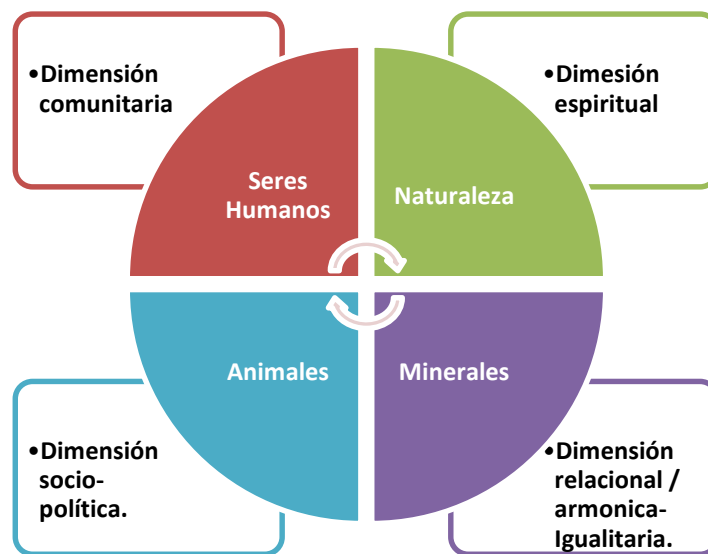 •Dimensión
comunitaria
•Dimesión
espiritual
Seres
Humanos
Naturaleza
Animales
Minerales
•Dimensión
socio-
política.
•Dimensión
relacional /
armonica-
Igualitaria.